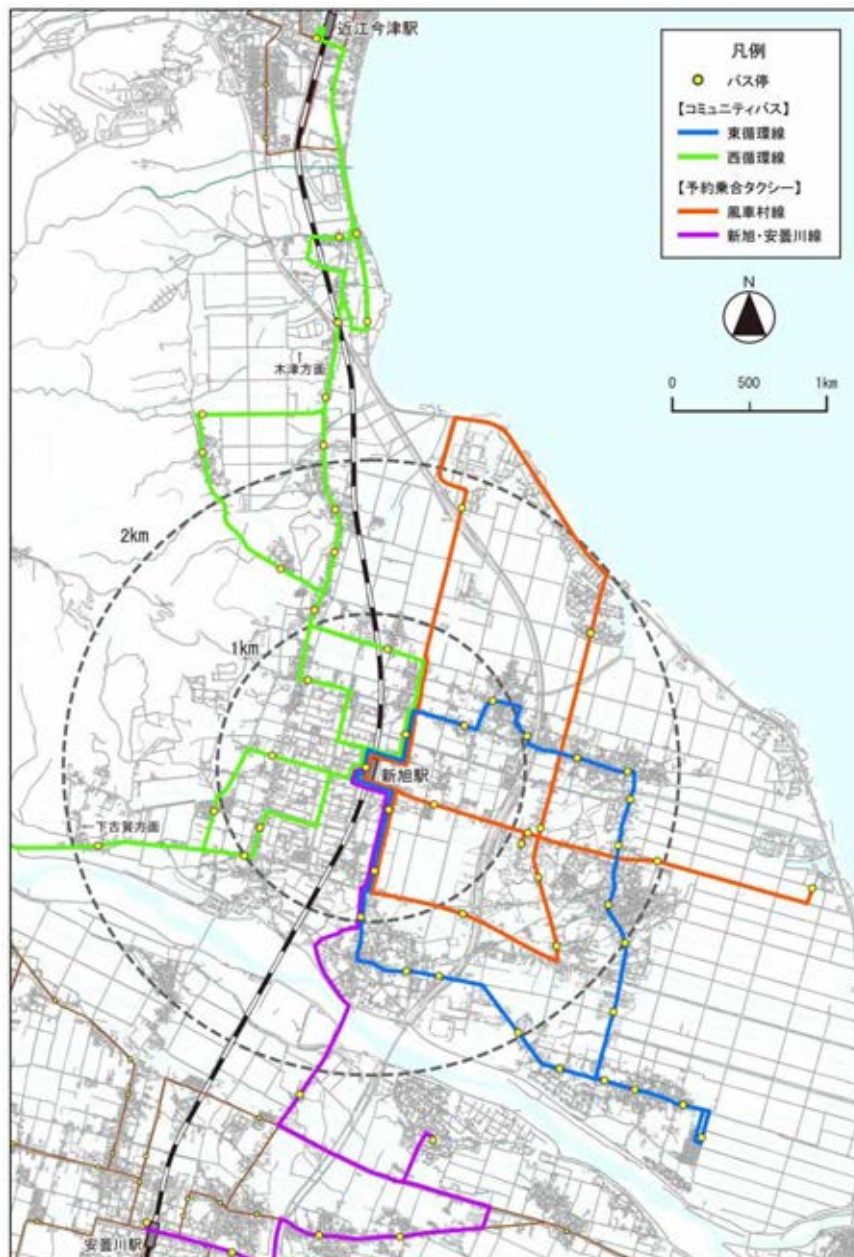 近江今津駅
凡例
バス停
【コミュニティバス】
東循環線
西循環線
【予約乗合タクシー】
風車村線
新旭・安曇川線
N
0 500 1km
↑
木津方面
2km
1km
新旭駅
←下古賀方面
安曇川駅